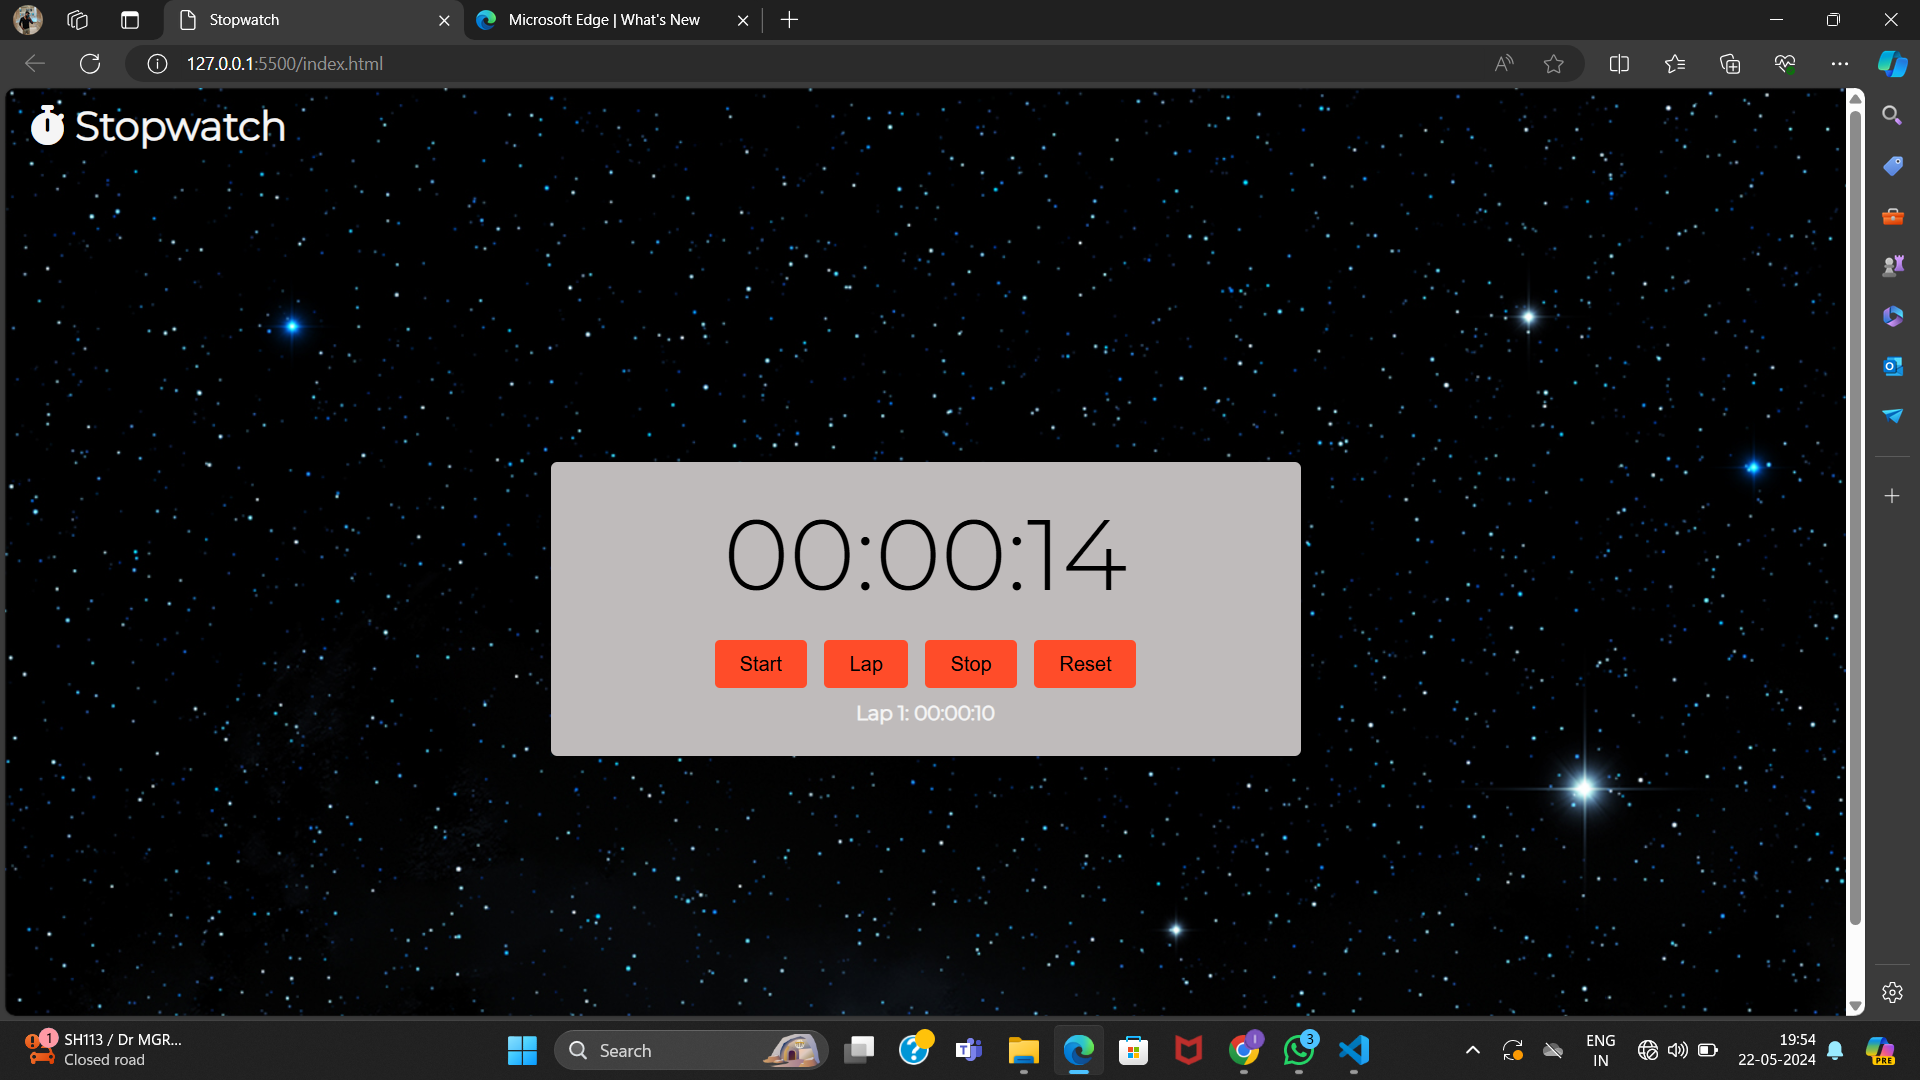 Stopwatch
Microsoft Edge | What's New
127.0.0.1:5500/index.html
Stopwatch
00:00:14
Start Lap Stop Reset
Lap 1: 00:00:10
1
SH113 / Dr MGR...
Closed road
Search
3
ENG
IN
19:54
22-05-2024
PRE